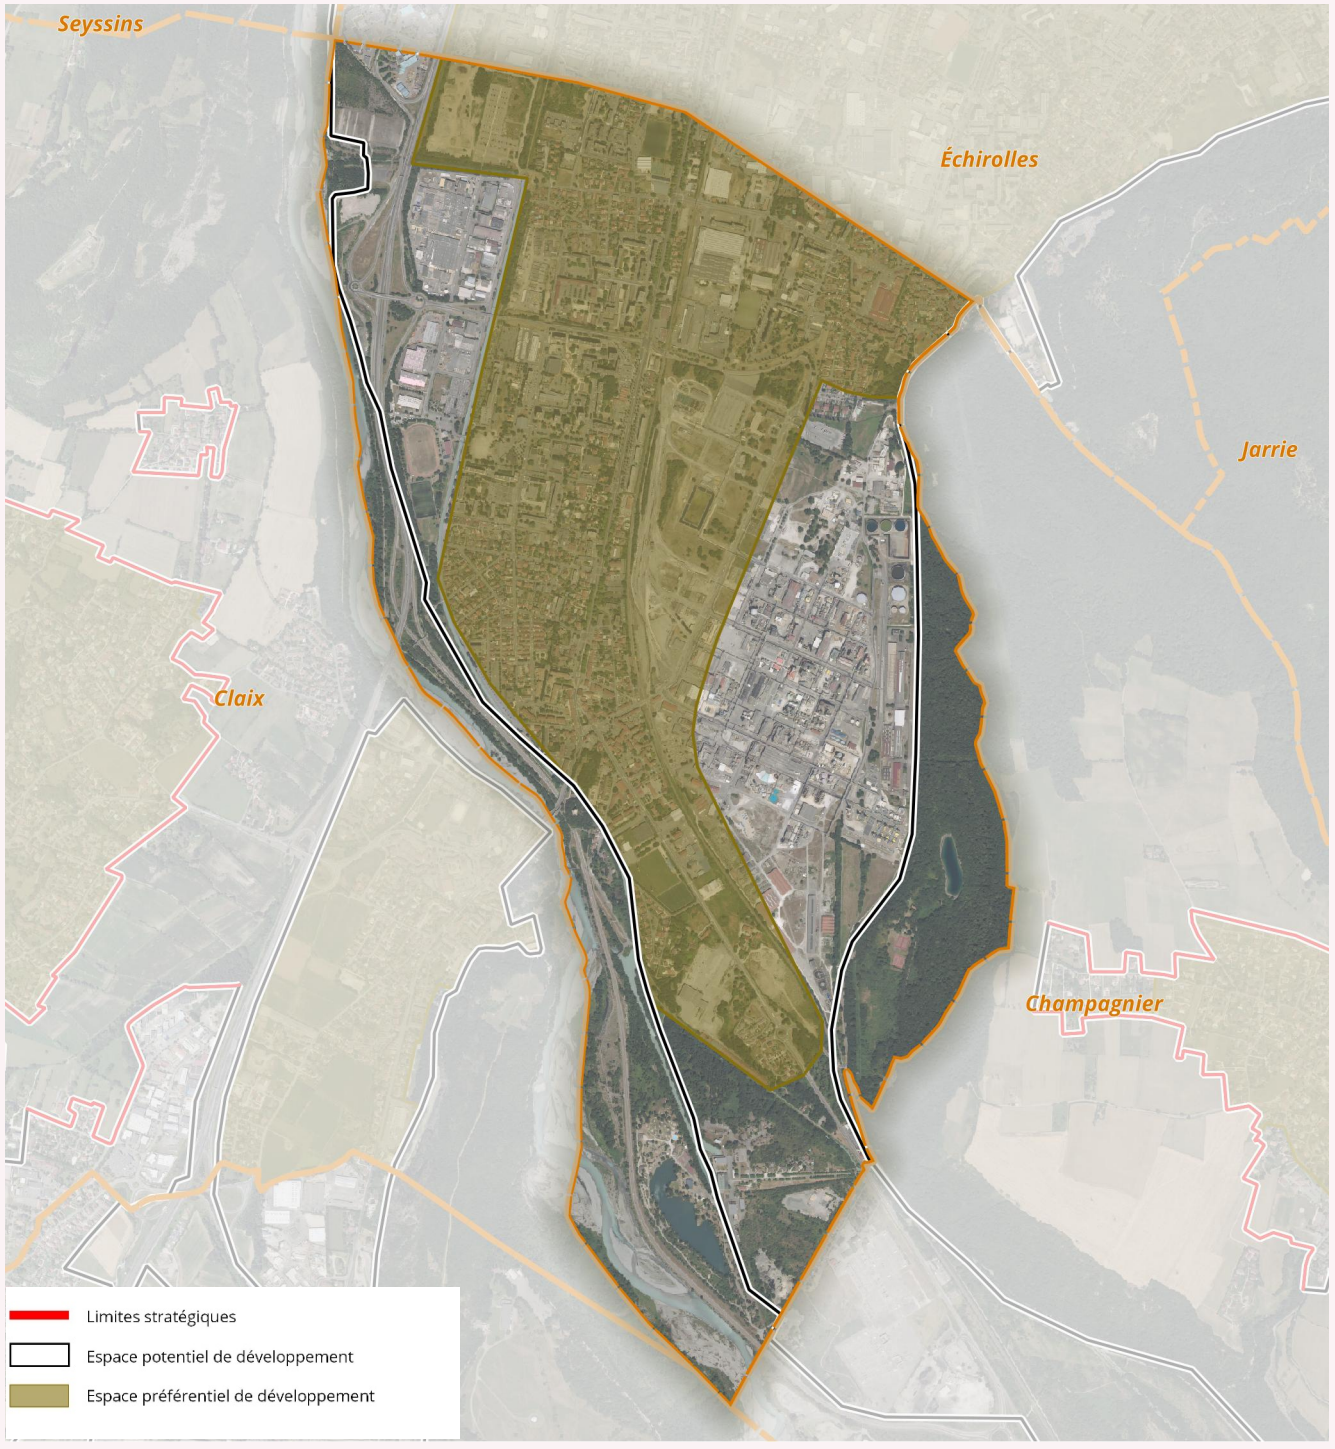 Seyssins
Échirolles
Jarrie
Claix
Champagnier
Limites stratégiques
Espace potentiel de développement
Espace préférentiel de développement